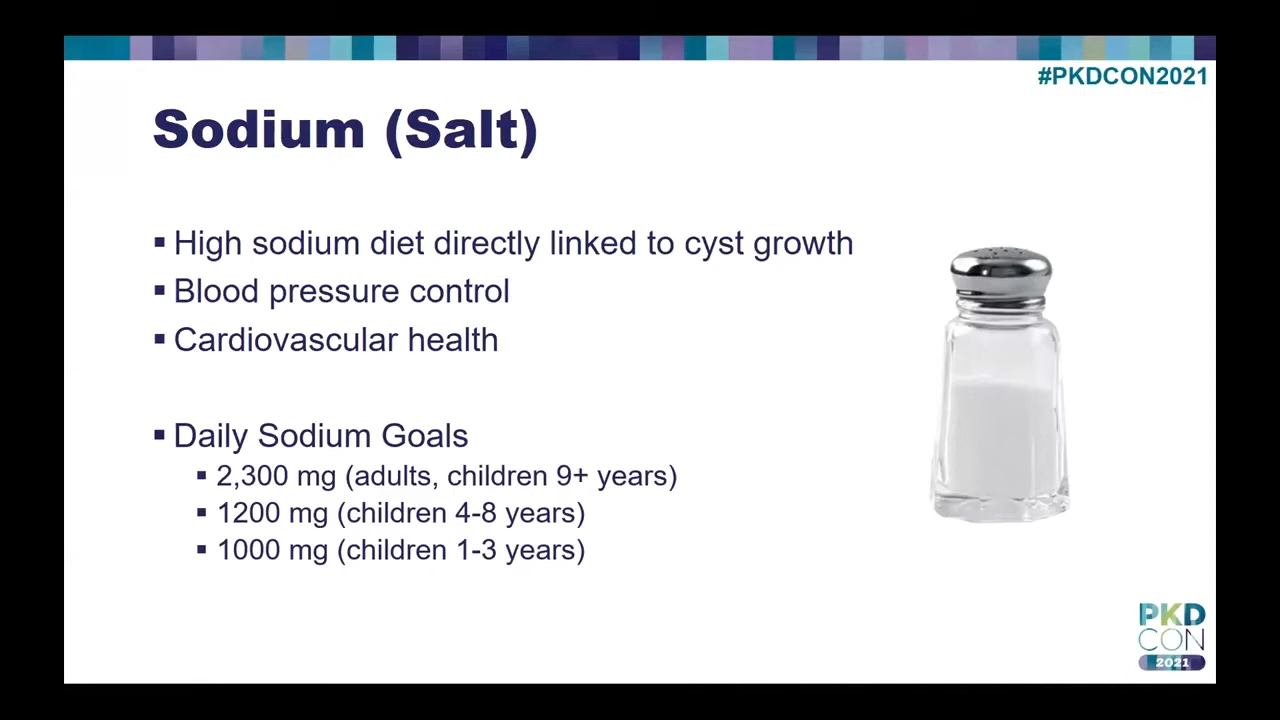 #PKDCON2021
Sodium (Salt)
▪ High sodium diet directly linked to cyst growth
▪ Blood pressure control
▪ Cardiovascular health
▪ Daily Sodium Goals
▪ 2,300 mg (adults, children 9+ years)
▪ 1200 mg (children 4-8 years)
▪ 1000 mg (children 1-3 years)
PKD
CON
2021